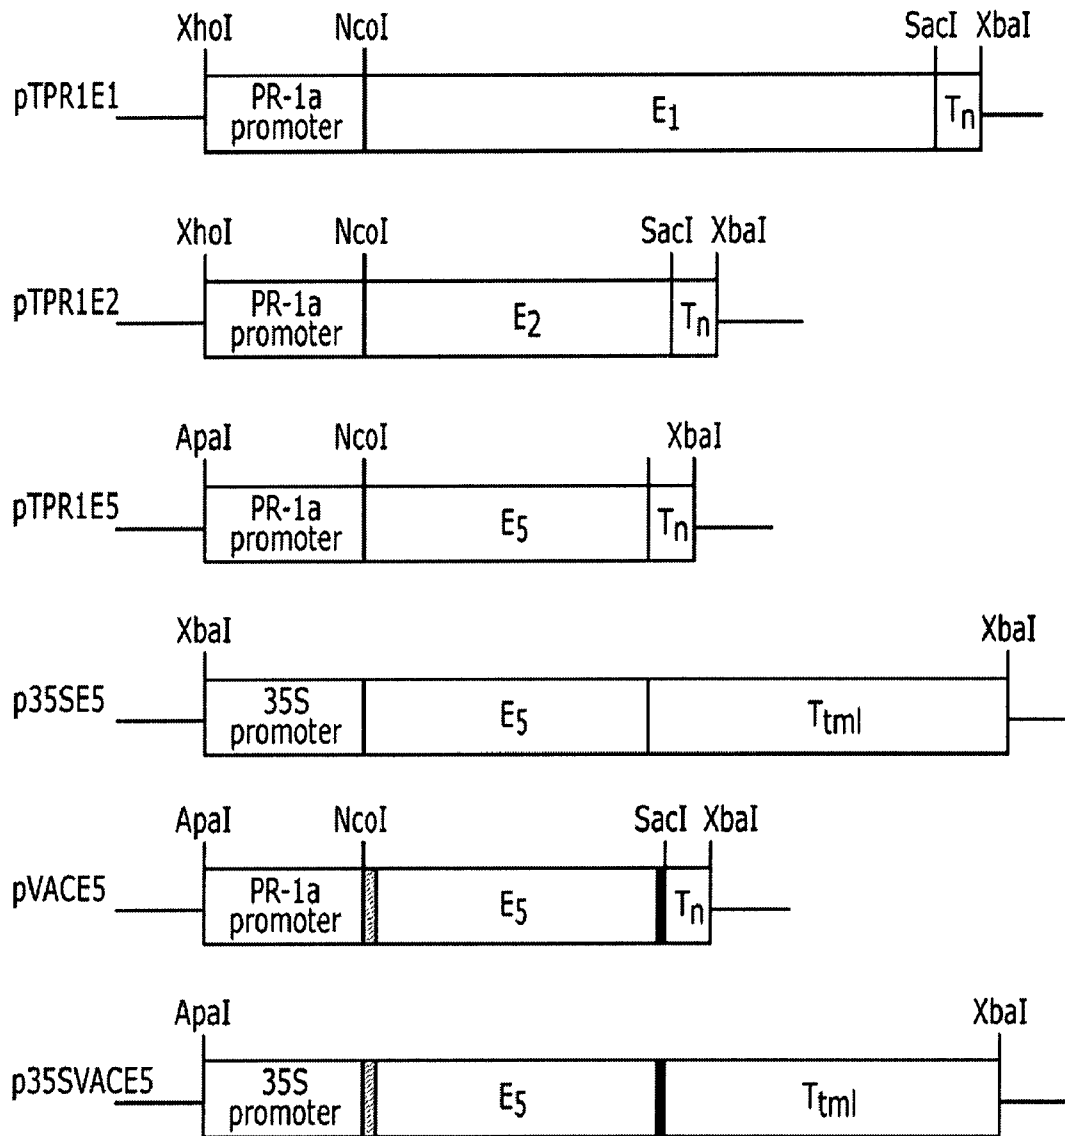 XhoI NcoI SacI XbaI
pTPR1E1
PR-1a
promoter
E1
Tn
XhoI NcoI SacI XbaI
pTPR1E2
PR-1a
promoter
E2
Tn
ApaI NcoI XbaI
pTPR1E5
PR-1a
promoter
E5
Tn
XbaI XbaI
p35SE5
35S
promoter
E5
Ttml
ApaI NcoI SacI XbaI
pVACE5
PR-1a
promoter
E5
Tn
ApaI XbaI
p35SVACE5
35S
promoter
E5
Ttml